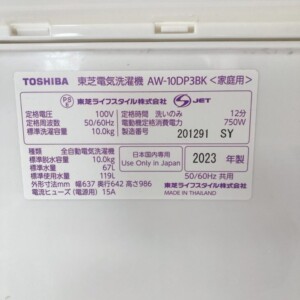 TOSHIBA 東芝電気洗濯機 AW-10DP3BK <家庭用>
PS E 東芝ライフスタイル株式会社 S JET
定格電圧 100V
定格周波数 50/60Hz
標準洗濯容量 10.0kg
定格時間 洗いのみ 12分
電動機定格消費電力 750W
製造番号 201291 SY
種類 全自動電気洗濯機
標準脱水容量 10.0kg
標準水量 67L
標準使用水量 119L
外形寸法mm 幅637 奥行642 高さ986
電流ヒューズ(電源用) 15A
日本国内専用
Use Only in Japan
2023 年製
50/60Hz 共用
東芝ライフスタイル株式会社
MADE IN THAILAND